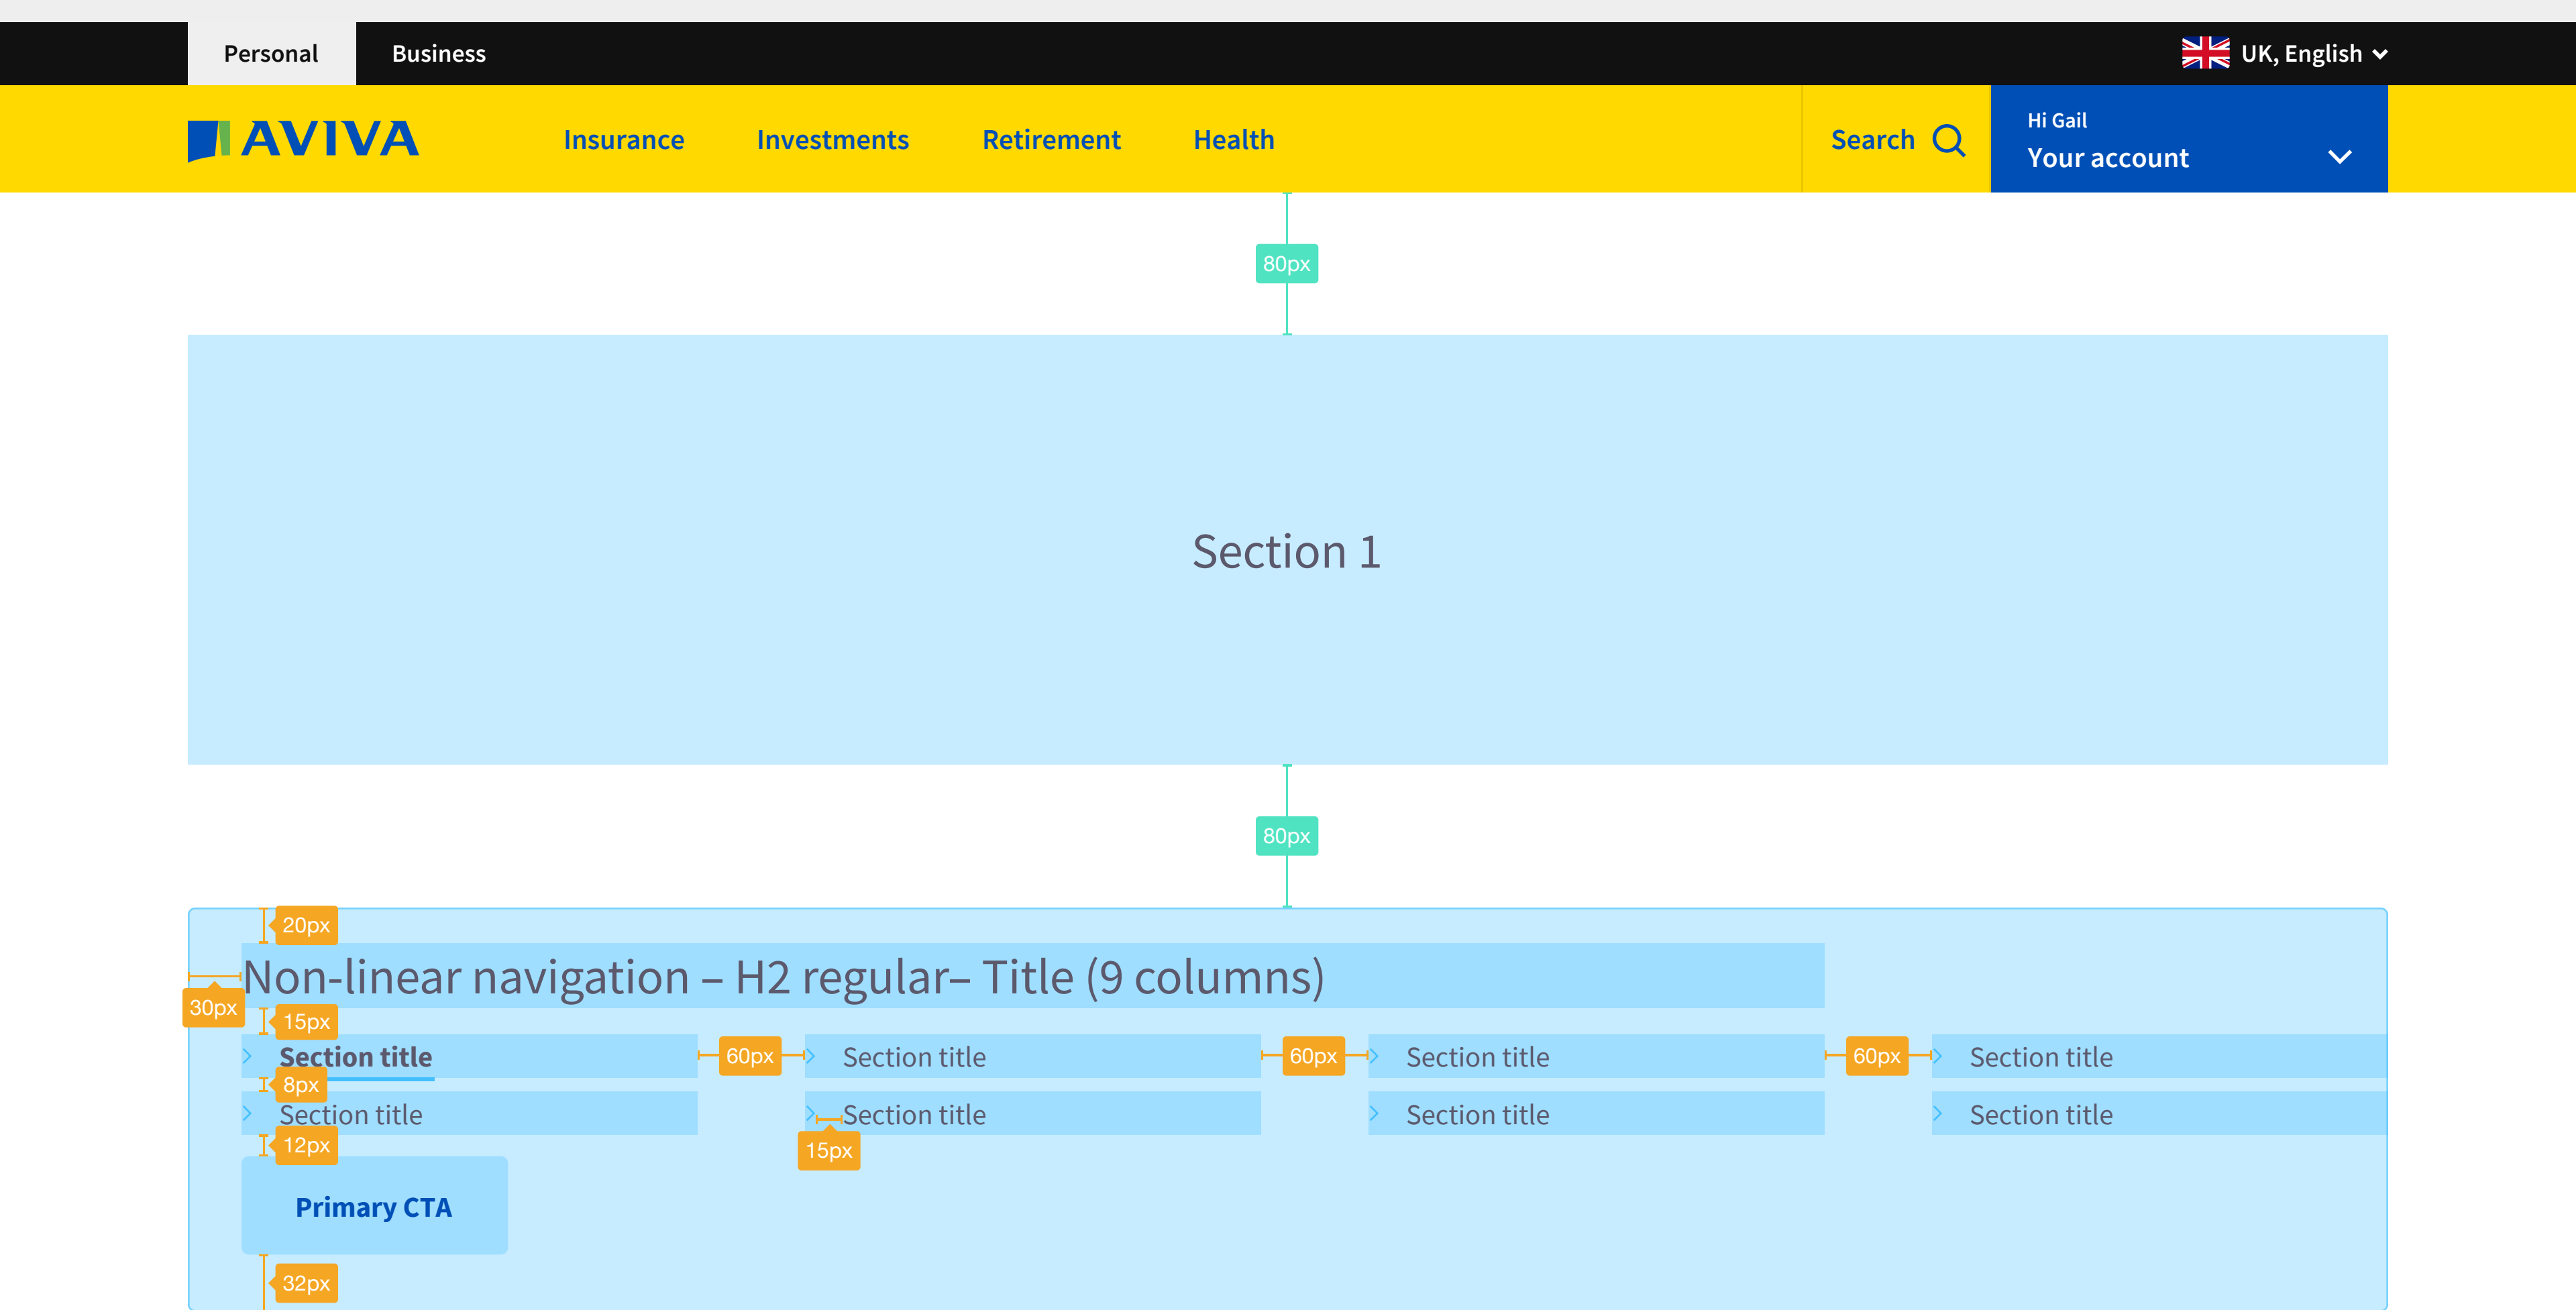 Personal
Business
UK, English
AVIVA
Insurance
Investments
Retirement
Health
Search
Hi Gail
Your account
80px
Section 1
80px
20px
Non-linear navigation – H2 regular– Title (9 columns)
30px
15px
Section title
60px
Section title
60px
Section title
60px
Section title
8px
Section title
Section title
Section title
Section title
12px
15px
Primary CTA
32px